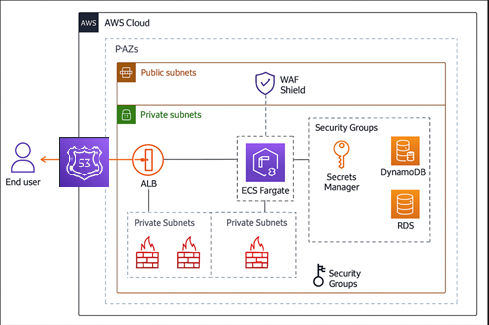 AWS
AWS Cloud
PAZs
Public subnets
WAF
Shield
Private subnets
Security Groups
53
End user
ALB
ECS Fargate
Secrets
Manager
DynamoDB
RDS
Private Subnets
Private Subnets
Security
Groups